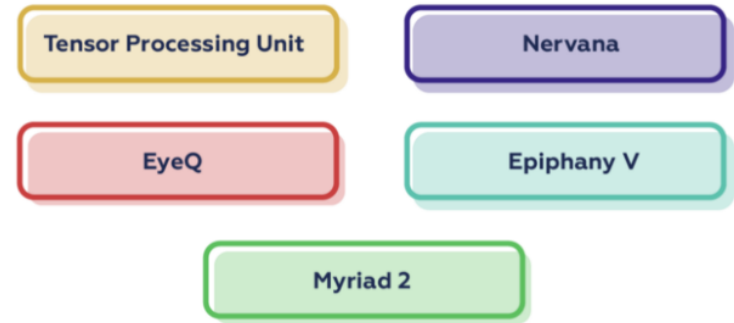 Tensor Processing Unit
Nervana
EyeQ
Epiphany V
Myriad 2